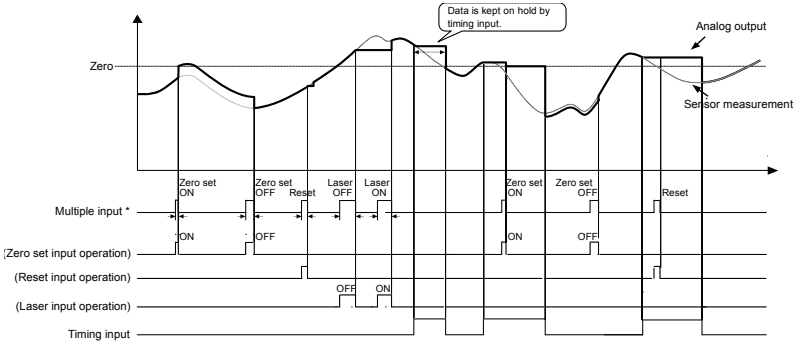 Data is kept on hold by
timing input.
Analog output
Zero
Sensor measurement
Zero set
ON
Zero set
OFF
Reset
Laser
OFF
Laser
ON
Zero set
ON
Zero set
OFF
Reset
Multiple input *
ON
OFF
ON
OFF
(Zero set input operation)
(Reset input operation)
OFF
ON
(Laser input operation)
Timing input